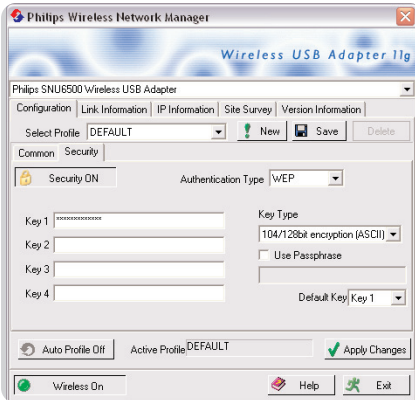 Philips Wireless Network Manager
Wireless USB Adapter 11g
Philips SNU6500 Wireless USB Adapter
Configuration Link Information IP Information Site Survey Version Information
Select Profile DEFAULT New Save Delete
Common Security
Security ON Authentication Type WEP
Key 1 ************* Key Type
104/128bit encryption (ASCII)
Key 2 Use Passphrase
Key 3
Key 4 Default Key Key 1
Auto Profile Off Active Profile DEFAULT Apply Changes
Wireless On Help Exit